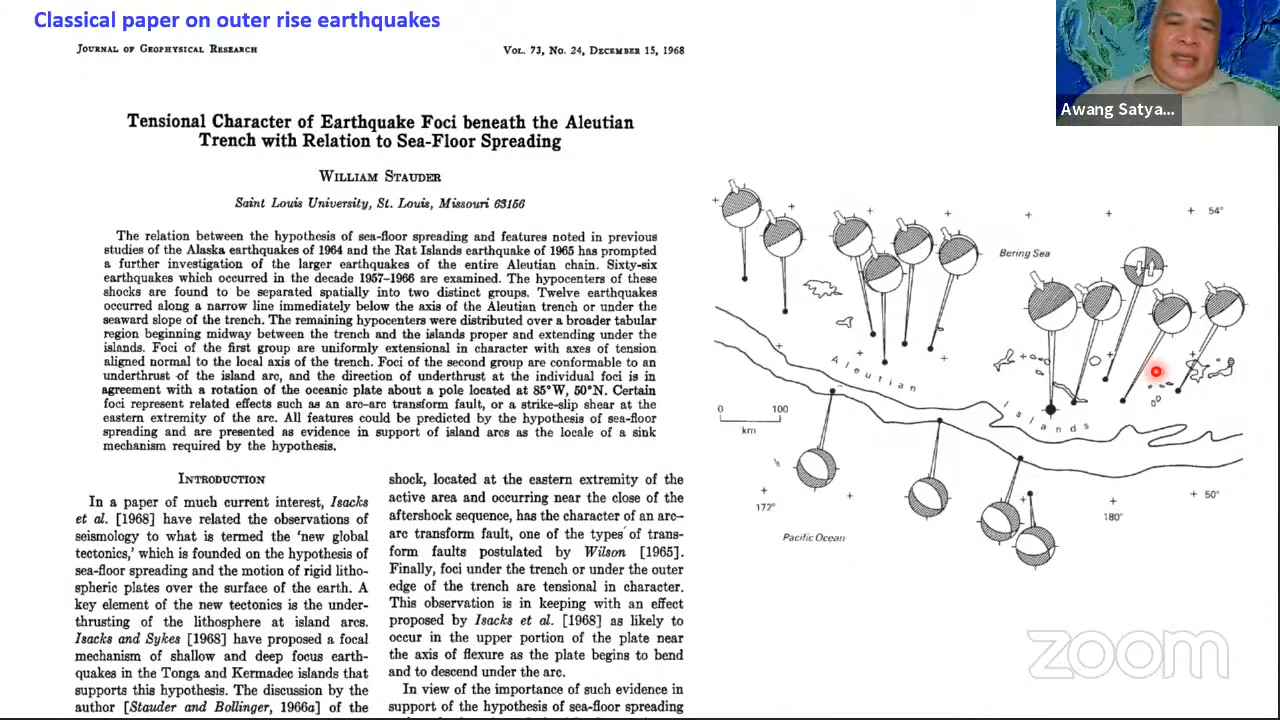 Classical paper on outer rise earthquakes
JOURNAL OF GEOPHYSICAL RESEARCH
VOL. 73, NO. 24, DECEMBER 15, 1968
Tensional Character of Earthquake Foci beneath the Aleutian
Trench with Relation to Sea-Floor Spreading
WILLIAM STAUDER
Saint Louis University, St. Louis, Missouri 63156
The relation between the hypothesis of sea-floor spreading and features noted in previous
studies of the Alaska earthquakes of 1964 and the Rat Islands earthquake of 1965 has prompted
a further investigation of the larger earthquakes of the entire Aleutian chain. Sixty-six
earthquakes which occurred in the decade 1957–1966 are examined. The hypocenters of these
shocks are found to be separated spatially into two distinct groups. Twelve earthquakes
occurred along a narrow line immediately below the axis of the Aleutian trench or under the
seaward slope of the trench. The remaining hypocenters were distributed over a broader tabular
region beginning midway between the trench and the islands proper and extending under the
islands. Foci of the first group are uniformly extensional in character with axes of tension
aligned normal to the local axis of the trench. Foci of the second group are conformable to an
underthrust of the island arc, and the direction of underthrust at the individual foci is in
agreement with a rotation of the oceanic plate about a pole located at 85°W, 50°N. Certain
foci represent related effects such as an arc-arc transform fault, or a strike-slip shear at the
eastern extremity of the arc. All features could be predicted by the hypothesis of sea-floor
spreading and are presented as evidence in support of island arcs as the locale of a sink
mechanism required by the hypothesis.
INTRODUCTION
In a paper of much current interest, Isacks
et al. [1968] have related the observations of
seismology to what is termed the 'new global
tectonics,' which is founded on the hypothesis of
sea-floor spreading and the motion of rigid litho-
spheric plates over the surface of the earth. A
key element of the new tectonics is the under-
thrusting of the lithosphere at island arcs.
Isacks and Sykes [1968] have proposed a focal
mechanism of shallow and deep focus earth-
quakes in the Tonga and Kermadec islands that
supports this hypothesis. The discussion by the
author [Stauder and Bollinger, 1966a] of the
shock, located at the eastern extremity of the
active area and occurring near the close of the
aftershock sequence, has the character of an arc-
arc transform fault, one of the types of trans-
form faults postulated by Wilson [1965].
Finally, foci under the trench or under the outer
edge of the trench are tensional in character.
This observation is in keeping with an effect
proposed by Isacks et al. [1968] as likely to
occur in the upper portion of the plate near
the axis of flexure as the plate begins to bend
and to descend under the arc.
In view of the importance of such evidence in
support of the hypothesis of sea-floor spreading
Awang Satya...
54°
Bering Sea
Aleutian
Islands
0 100
km
172°
180°
50°
Pacific Ocean
zoom